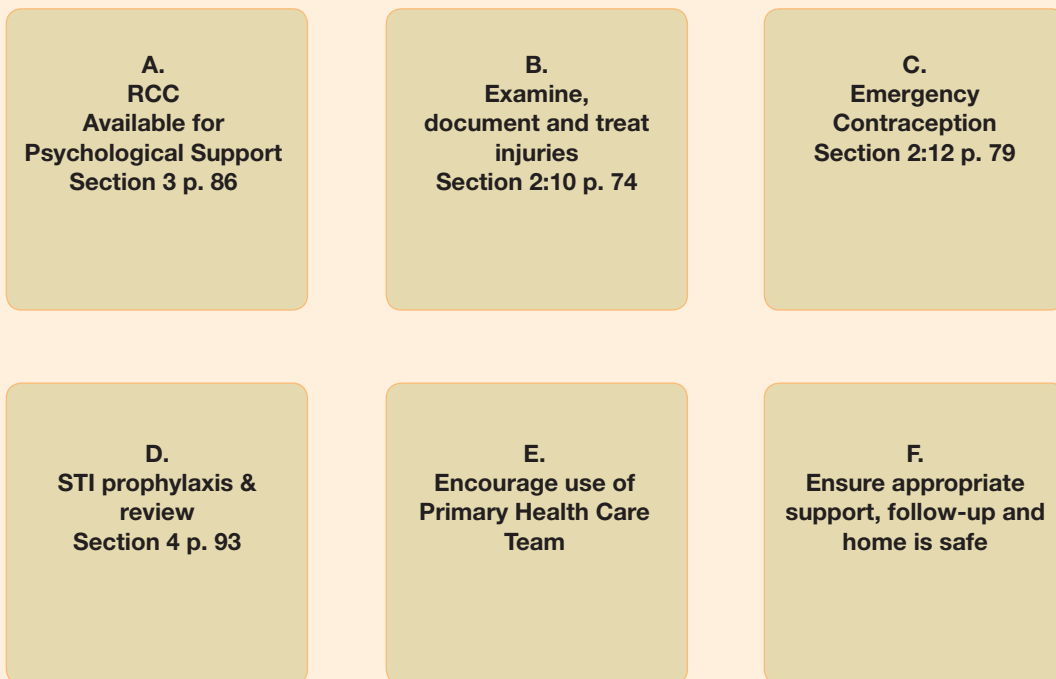 A.
RCC
Available for
Psychological Support
Section 3 p. 86
B.
Examine,
document and treat
injuries
Section 2:10 p. 74
C.
Emergency
Contraception
Section 2:12 p. 79
D.
STI prophylaxis &
review
Section 4 p. 93
E.
Encourage use of
Primary Health Care
Team
F.
Ensure appropriate
support, follow-up and
home is safe